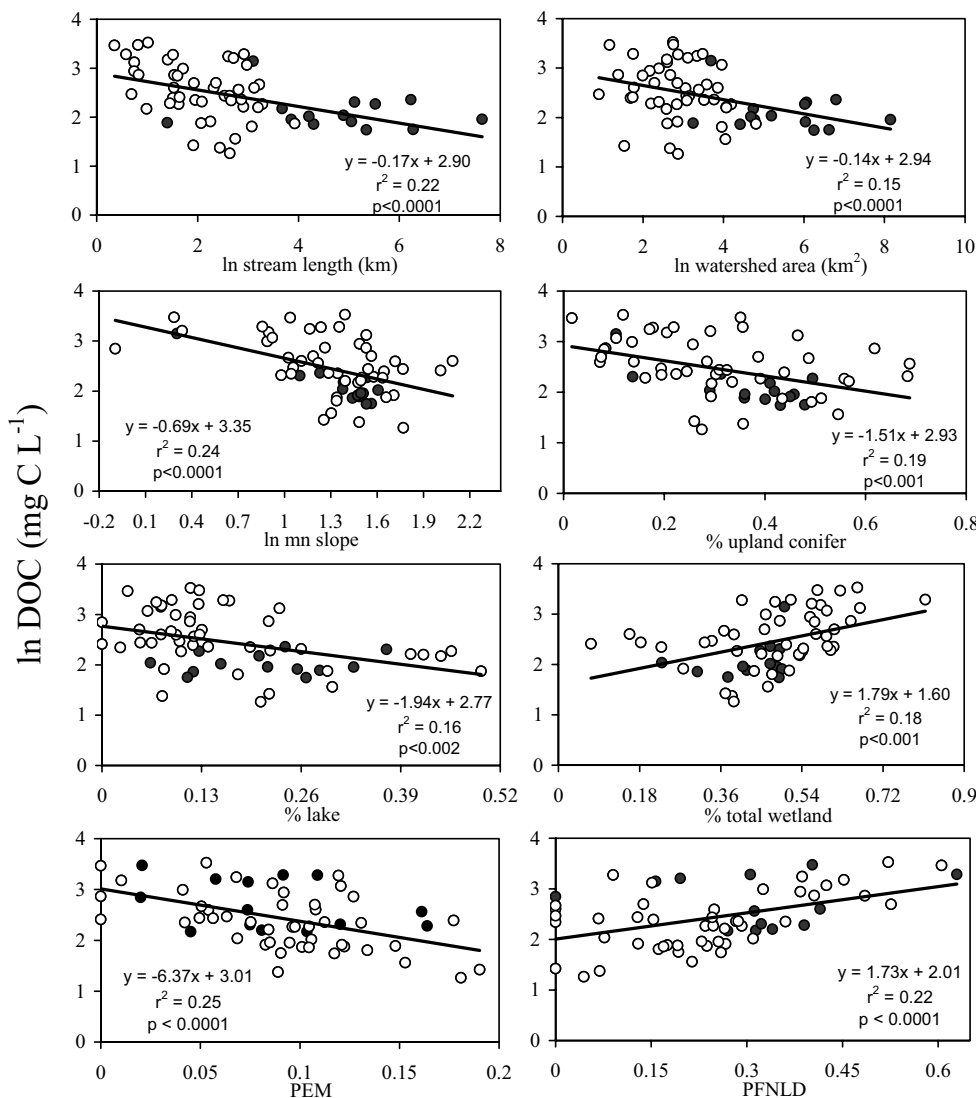 ln DOC (mg C L-1)
4
3
2
1
0
y = -0.17x + 2.90
r2 = 0.22
p<0.0001
0 2 4 6 8
ln stream length (km)
4
3
2
1
0
y = -0.14x + 2.94
r2 = 0.15
p<0.0001
0 2 4 6 8 10
ln watershed area (km2)
4
3
2
1
0
y = -0.69x + 3.35
r2 = 0.24
p<0.0001
-0.2 0.1 0.4 0.7 1 1.3 1.6 1.9 2.2
ln mn slope
4
3
2
1
0
y = -1.51x + 2.93
r2 = 0.19
p<0.001
0 0.2 0.4 0.6 0.8
% upland conifer
4
3
2
1
0
y = -1.94x + 2.77
r2 = 0.16
p<0.002
0 0.13 0.26 0.39 0.52
% lake
4
3
2
1
0
y = 1.79x + 1.60
r2 = 0.18
p<0.001
0 0.18 0.36 0.54 0.72 0.9
% total wetland
4
3
2
1
0
y = -6.37x + 3.01
r2 = 0.25
p < 0.0001
0 0.05 0.1 0.15 0.2
PEM
4
3
2
1
0
y = 1.73x + 2.01
r2 = 0.22
p < 0.0001
0 0.15 0.3 0.45 0.6
PFNLD